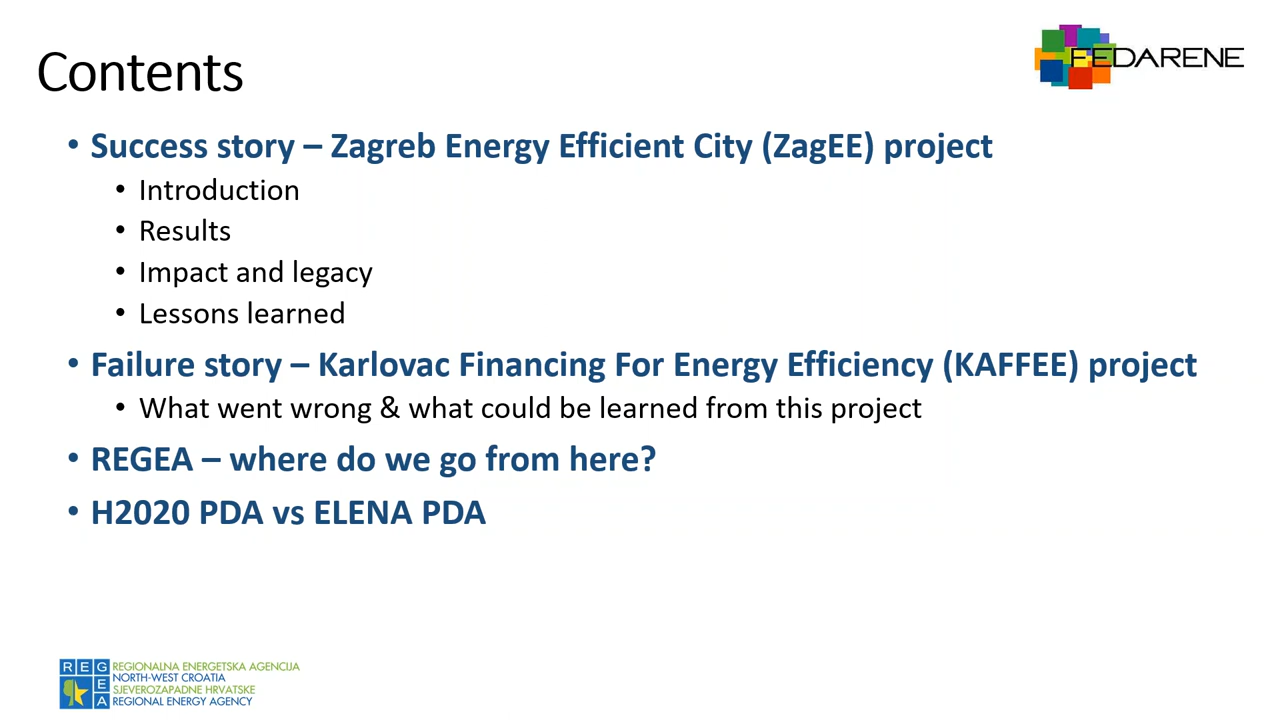 Contents
FEDARENE
• Success story – Zagreb Energy Efficient City (ZagEE) project
• Introduction
• Results
• Impact and legacy
• Lessons learned
• Failure story – Karlovac Financing For Energy Efficiency (KAFFEE) project
• What went wrong & what could be learned from this project
• REGEA – where do we go from here?
• H2020 PDA vs ELENA PDA
R E G E A
REGIONALNA ENERGETSKA AGENCIJA
NORTH-WEST CROATIA
SJEVEROZAPADNE HRVATSKE
REGIONAL ENERGY AGENCY